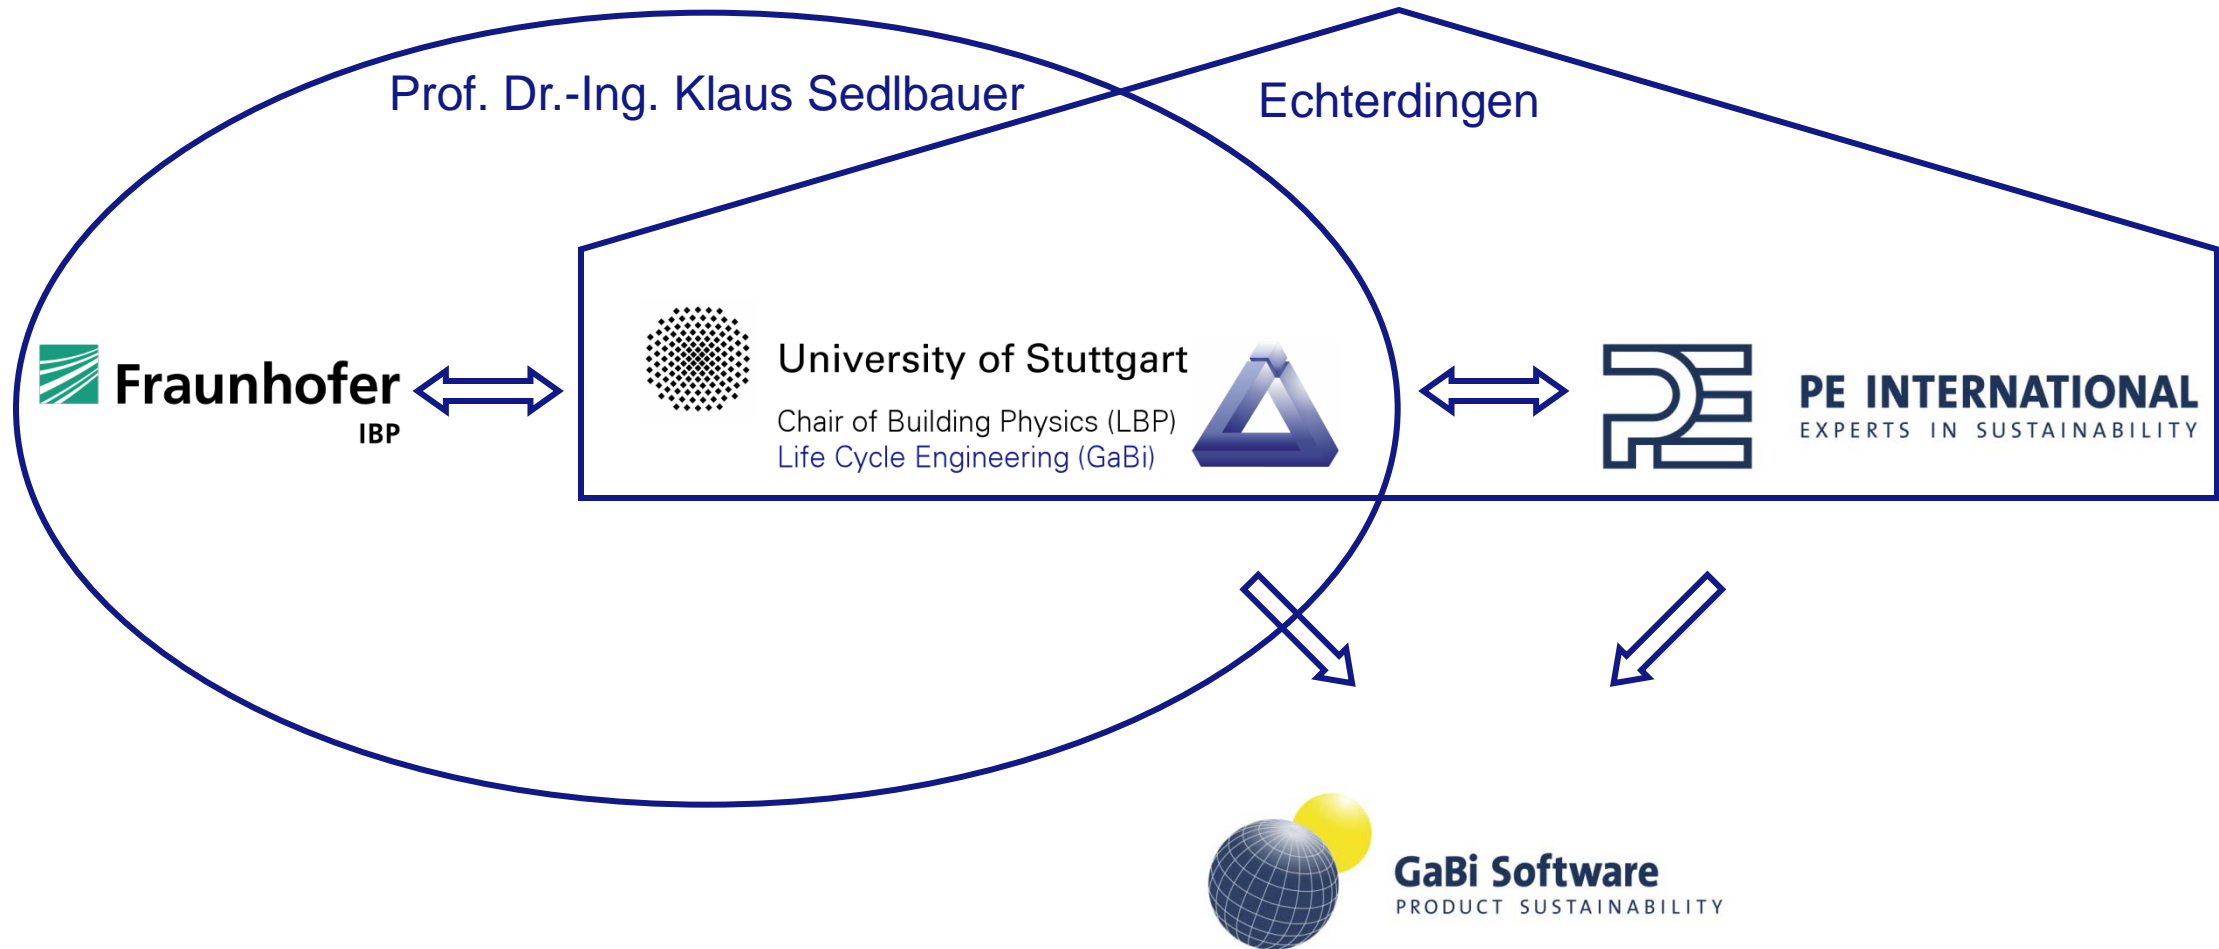 Prof. Dr.-Ing. Klaus Sedlbauer
Echterdingen
Fraunhofer
IBP
University of Stuttgart
Chair of Building Physics (LBP)
Life Cycle Engineering (GaBi)
PE
PE INTERNATIONAL
EXPERTS IN SUSTAINABILITY
GaBi Software
PRODUCT SUSTAINABILITY